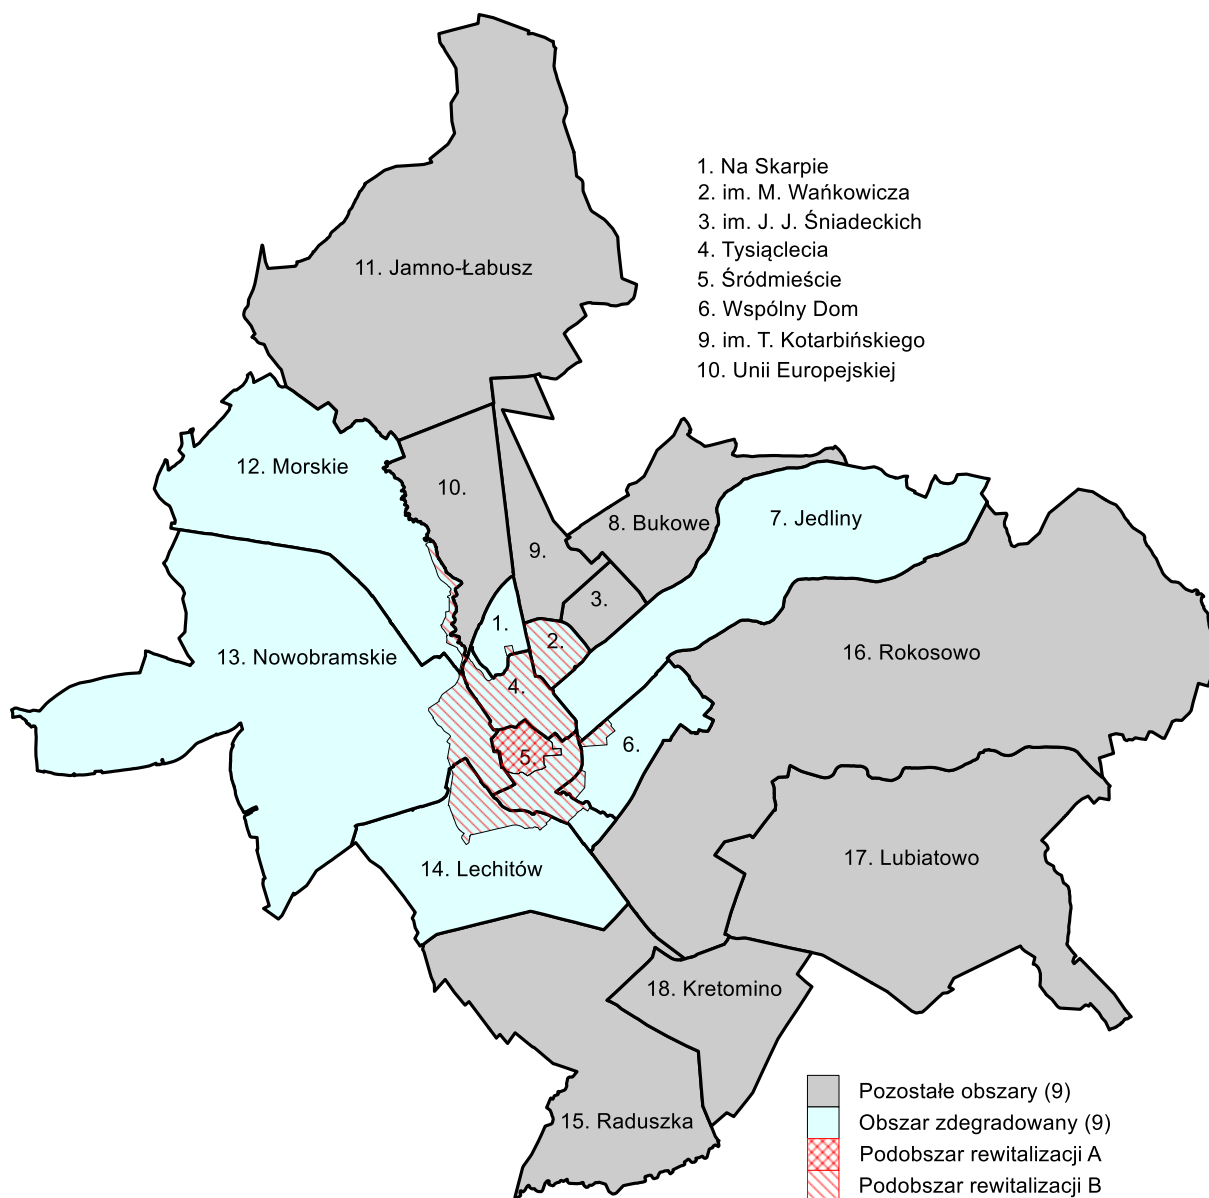 1. Na Skarpie
2. im. M. Wańkowicza
3. im. J. J. Śniadeckich
4. Tysiąclecia
5. Śródmieście
6. Wspólny Dom
9. im. T. Kotarbińskiego
10. Unii Europejskiej
11. Jamno-Łabusz
12. Morskie
10.
8. Bukowe
7. Jedliny
9.
3.
1.
2.
13. Nowobramskie
16. Rokosowo
4.
6.
5.
14. Lechitów
17. Lubiatowo
18. Kretomino
15. Raduszka
Pozostałe obszary (9)
Obszar zdegradowany (9)
Podobszar rewitalizacji A
Podobszar rewitalizacji B